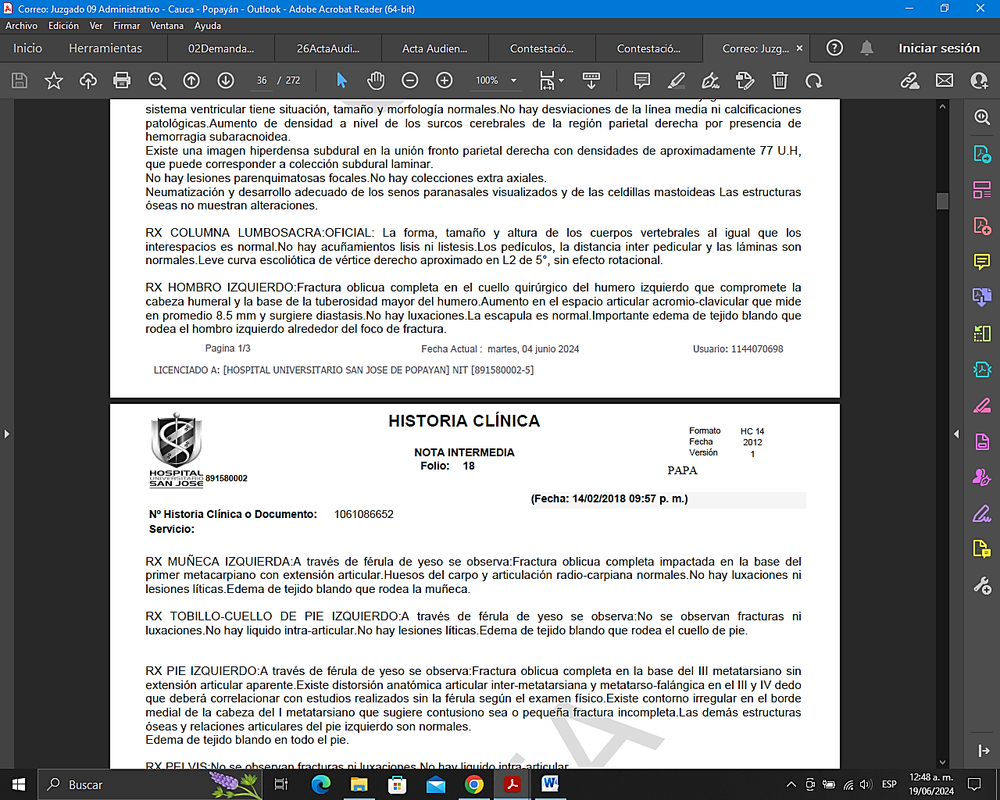 Correo: Juzgado 09 Administrativo - Cauca - Popayán - Outlook - Adobe Acrobat Reader (64-bit)
Archivo Edición Ver Firmar Ventana Ayuda
Inicio Herramientas 02Demanda... 26ActaAudi... Acta Audien... Contestació... Contestació... Correo: Juzg... × Iniciar sesión
36 / 272 100%
sistema ventricular tiene situación, tamaño y morfología normales.No hay desviaciones de la línea media ni calcificaciones
patológicas.Aumento de densidad a nivel de los surcos cerebrales de la región parietal derecha por presencia de
hemorragia subaracnoidea.
Existe una imagen hiperdensa subdural en la unión fronto parietal derecha con densidades de aproximadamente 77 U.H,
que puede corresponder a colección subdural laminar.
No hay lesiones parenquimatosas focales.No hay colecciones extra axiales.
Neumatización y desarrollo adecuado de los senos paranasales visualizados y de las celdillas mastoideas Las estructuras
óseas no muestran alteraciones.
RX COLUMNA LUMBOSACRA:OFICIAL: La forma, tamaño y altura de los cuerpos vertebrales al igual que los
interespacios es normal.No hay acuñamientos lisis ni listesis.Los pedículos, la distancia inter pedicular y las láminas son
normales.Leve curva escoliótica de vértice derecho aproximado en L2 de 5°, sin efecto rotacional.
RX HOMBRO IZQUIERDO:Fractura oblicua completa en el cuello quirúrgico del humero izquierdo que compromete la
cabeza humeral y la base de la tuberosidad mayor del humero.Aumento en el espacio articular acromio-clavicular que mide
en promedio 8.5 mm y surgiere diastasis.No hay luxaciones.La escapula es normal.Importante edema de tejido blando que
rodea el hombro izquierdo alrededor del foco de fractura.
Pagina 1/3 Fecha Actual : martes, 04 junio 2024 Usuario: 1144070698
LICENCIADO A: [HOSPITAL UNIVERSITARIO SAN JOSE DE POPAYAN] NIT [891580002-5]
HISTORIA CLÍNICA
Formato HC 14
Fecha 2012
Versión 1
NOTA INTERMEDIA
Folio: 18
PAPA
HOSPITAL
UNIVERSITARIO 891580002
SAN JOSE
(Fecha: 14/02/2018 09:57 p. m.)
Nº Historia Clínica o Documento: 1061086652
Servicio:
RX MUÑECA IZQUIERDA:A través de férula de yeso se observa:Fractura oblicua completa impactada en la base del
primer metacarpiano con extensión articular.Huesos del carpo y articulación radio-carpiana normales.No hay luxaciones ni
lesiones líticas.Edema de tejido blando que rodea la muñeca.
RX TOBILLO-CUELLO DE PIE IZQUIERDO:A través de férula de yeso se observa:No se observan fracturas ni
luxaciones.No hay liquido intra-articular.No hay lesiones líticas.Edema de tejido blando que rodea el cuello de pie.
RX PIE IZQUIERDO:A través de férula de yeso se observa:Fractura oblicua completa en la base del III metatarsiano sin
extensión articular aparente.Existe distorsión anatómica articular inter-metatarsiana y metatarso-falángica en el III y IV dedo
que deberá correlacionar con estudios realizados sin la férula según el examen físico.Existe contorno irregular en el borde
medial de la cabeza del I metatarsiano que sugiere contusiono sea o pequeña fractura incompleta.Las demás estructuras
óseas y relaciones articulares del pie izquierdo son normales.
Edema de tejido blando en todo el pie.
RX PELVIS:No se observan fracturas ni luxaciones.No hay liquido intra-articular.
Buscar ESP 12:48 a. m.
19/06/2024